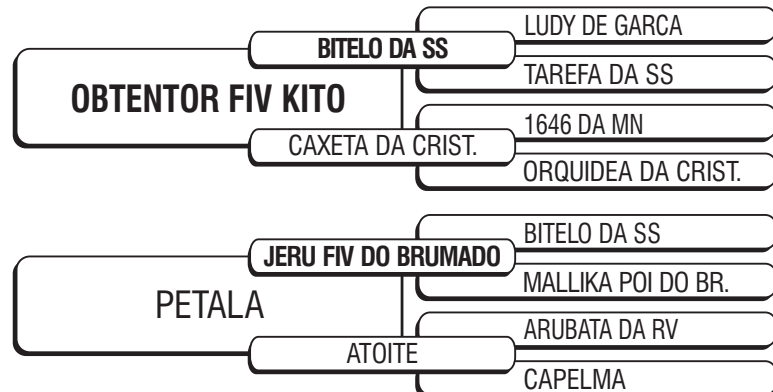 LUDY DE GARCA
BITELO DA SS
TAREFA DA SS
OBTENTOR FIV KITO
1646 DA MN
CAXETA DA CRIST.
ORQUIDEA DA CRIST.
BITELO DA SS
JERU FIV DO BRUMADO
MALLIKA POI DO BR.
PETALA
ARUBATA DA RV
ATOITE
CAPELMA